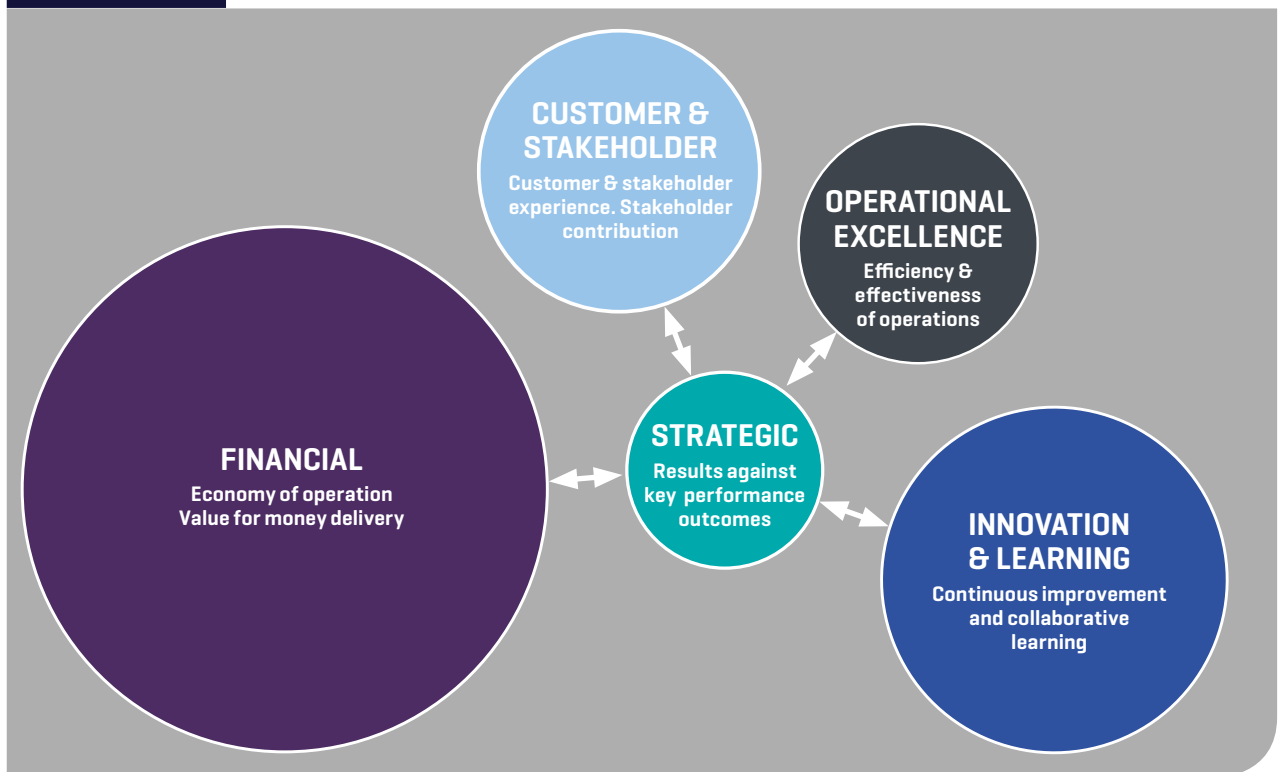 CUSTOMER &
STAKEHOLDER
Customer & stakeholder
experience. Stakeholder
contribution
OPERATIONAL
EXCELLENCE
Efficiency &
effectiveness
of operations
FINANCIAL
Economy of operation
Value for money delivery
STRATEGIC
Results against
key performance
outcomes
INNOVATION
& LEARNING
Continuous improvement
and collaborative
learning